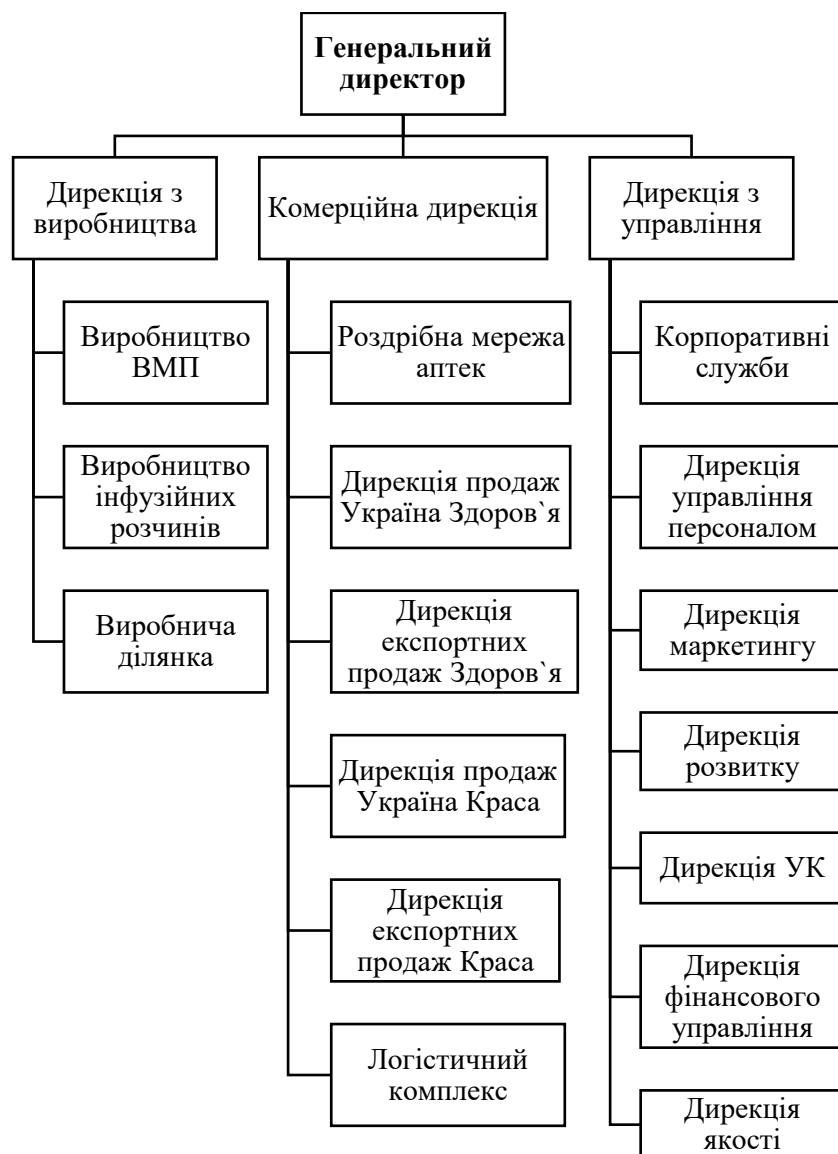 Генеральний
директор
Дирекція з
виробництва
Комерційна дирекція
Дирекція з
управління
Виробництво
ВМП
Виробництво
інфузійних
розчинів
Виробнича
ділянка
Роздрібна мережа
аптек
Дирекція продаж
Україна Здоров`я
Дирекція
експортних
продаж Здоров`я
Дирекція продаж
Україна Краса
Дирекція
експортних
продаж Краса
Логістичний
комплекс
Корпоративні
служби
Дирекція
управління
персоналом
Дирекція
маркетингу
Дирекція
розвитку
Дирекція УК
Дирекція
фінансового
управління
Дирекція
якості